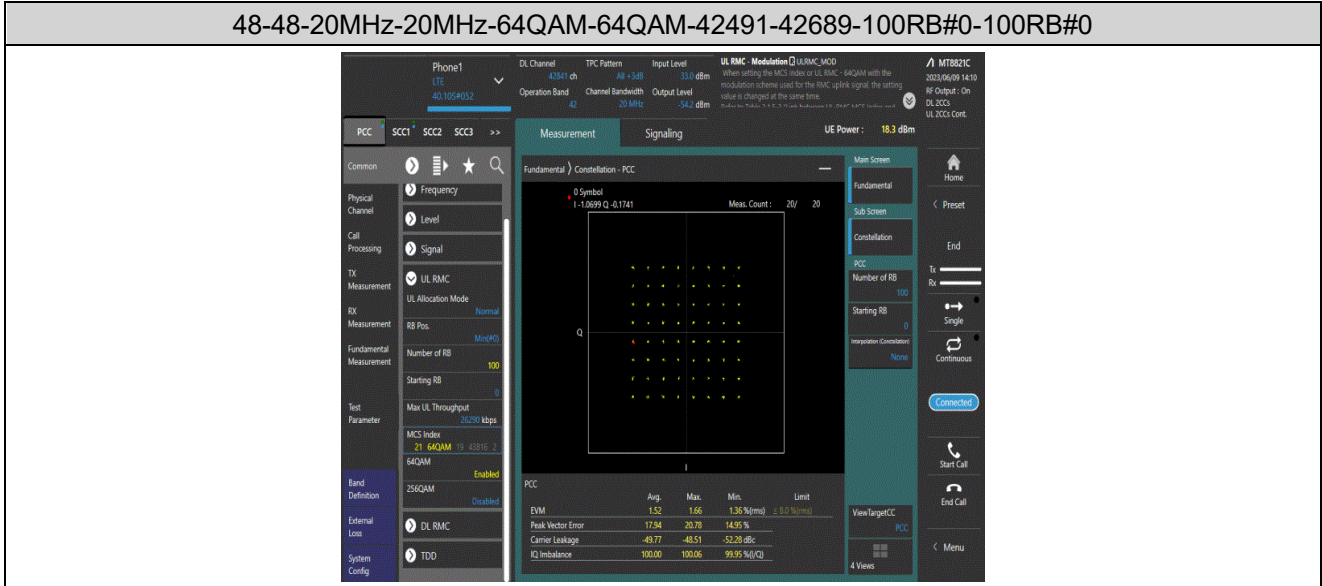 48-48-20MHz-20MHz-64QAM-64QAM-42491-42689-100RB#0-100RB#0
Phone1
LTE
40.10S#052
DL Channel
42841 ch
TPC Pattern
All +3dB
Input Level
33.0 dBm
Operation Band
42
Channel Bandwidth
20 MHz
Output Level
-54.2 dBm
UL RMC - Modulation ULRMC_MOD
When setting the MCS index or UL RMC - 64QAM with the
modulation scheme used for the RMC uplink signal, the setting
value is changed at the same time.
MT8821C
2023/06/09 14:10
RF Output : On
DL 2CCs
UL 2CCs Cont.
PCC SCC1 SCC2 SCC3 >>
Measurement Signaling
UE Power : 18.3 dBm
Common
Physical
Channel
Call
Processing
TX
Measurement
RX
Measurement
Fundamental
Measurement
Test
Parameter
Band
Definition
External
Loss
System
Config
Frequency
Level
Signal
UL RMC
UL Allocation Mode
Normal
RB Pos.
Min(#0)
Number of RB
100
Starting RB
0
Max UL Throughput
26290 kbps
MCS Index
21 64QAM 19 43816 2
64QAM
Enabled
256QAM
Disabled
DL RMC
TDD
Fundamental Constellation - PCC
0 Symbol
I -1.0699 Q -0.1741
Meas. Count : 20/ 20
Q
I
PCC
Avg. Max. Min. Limit
EVM 1.52 1.66 1.36 %(rms) ≤ 8.0 %(rms)
Peak Vector Error 17.94 20.78 14.95 %
Carrier Leakage -49.77 -48.51 -52.28 dBc
IQ Imbalance 100.00 100.06 99.95 %(I/Q)
Main Screen
Fundamental
Sub Screen
Constellation
PCC
Number of RB
100
Starting RB
0
Interpolation (Constellation)
None
ViewTargetCC
PCC
4 Views
Home
< Preset
End
Tx
Rx
Single
Continuous
Connected
Start Call
End Call
< Menu